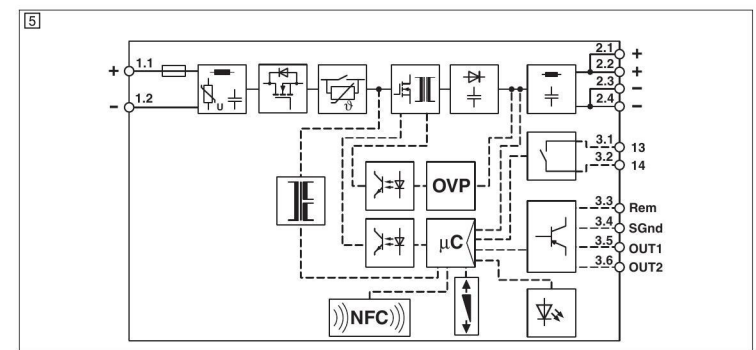 5
+ 1.1
- 1.2
U
ϑ
2.1 +
2.2 +
2.3 -
2.4 -
3.1 13
3.2 14
OVP
μC
3.3 Rem
3.4 SGnd
3.5 OUT1
3.6 OUT2
)))NFC)))